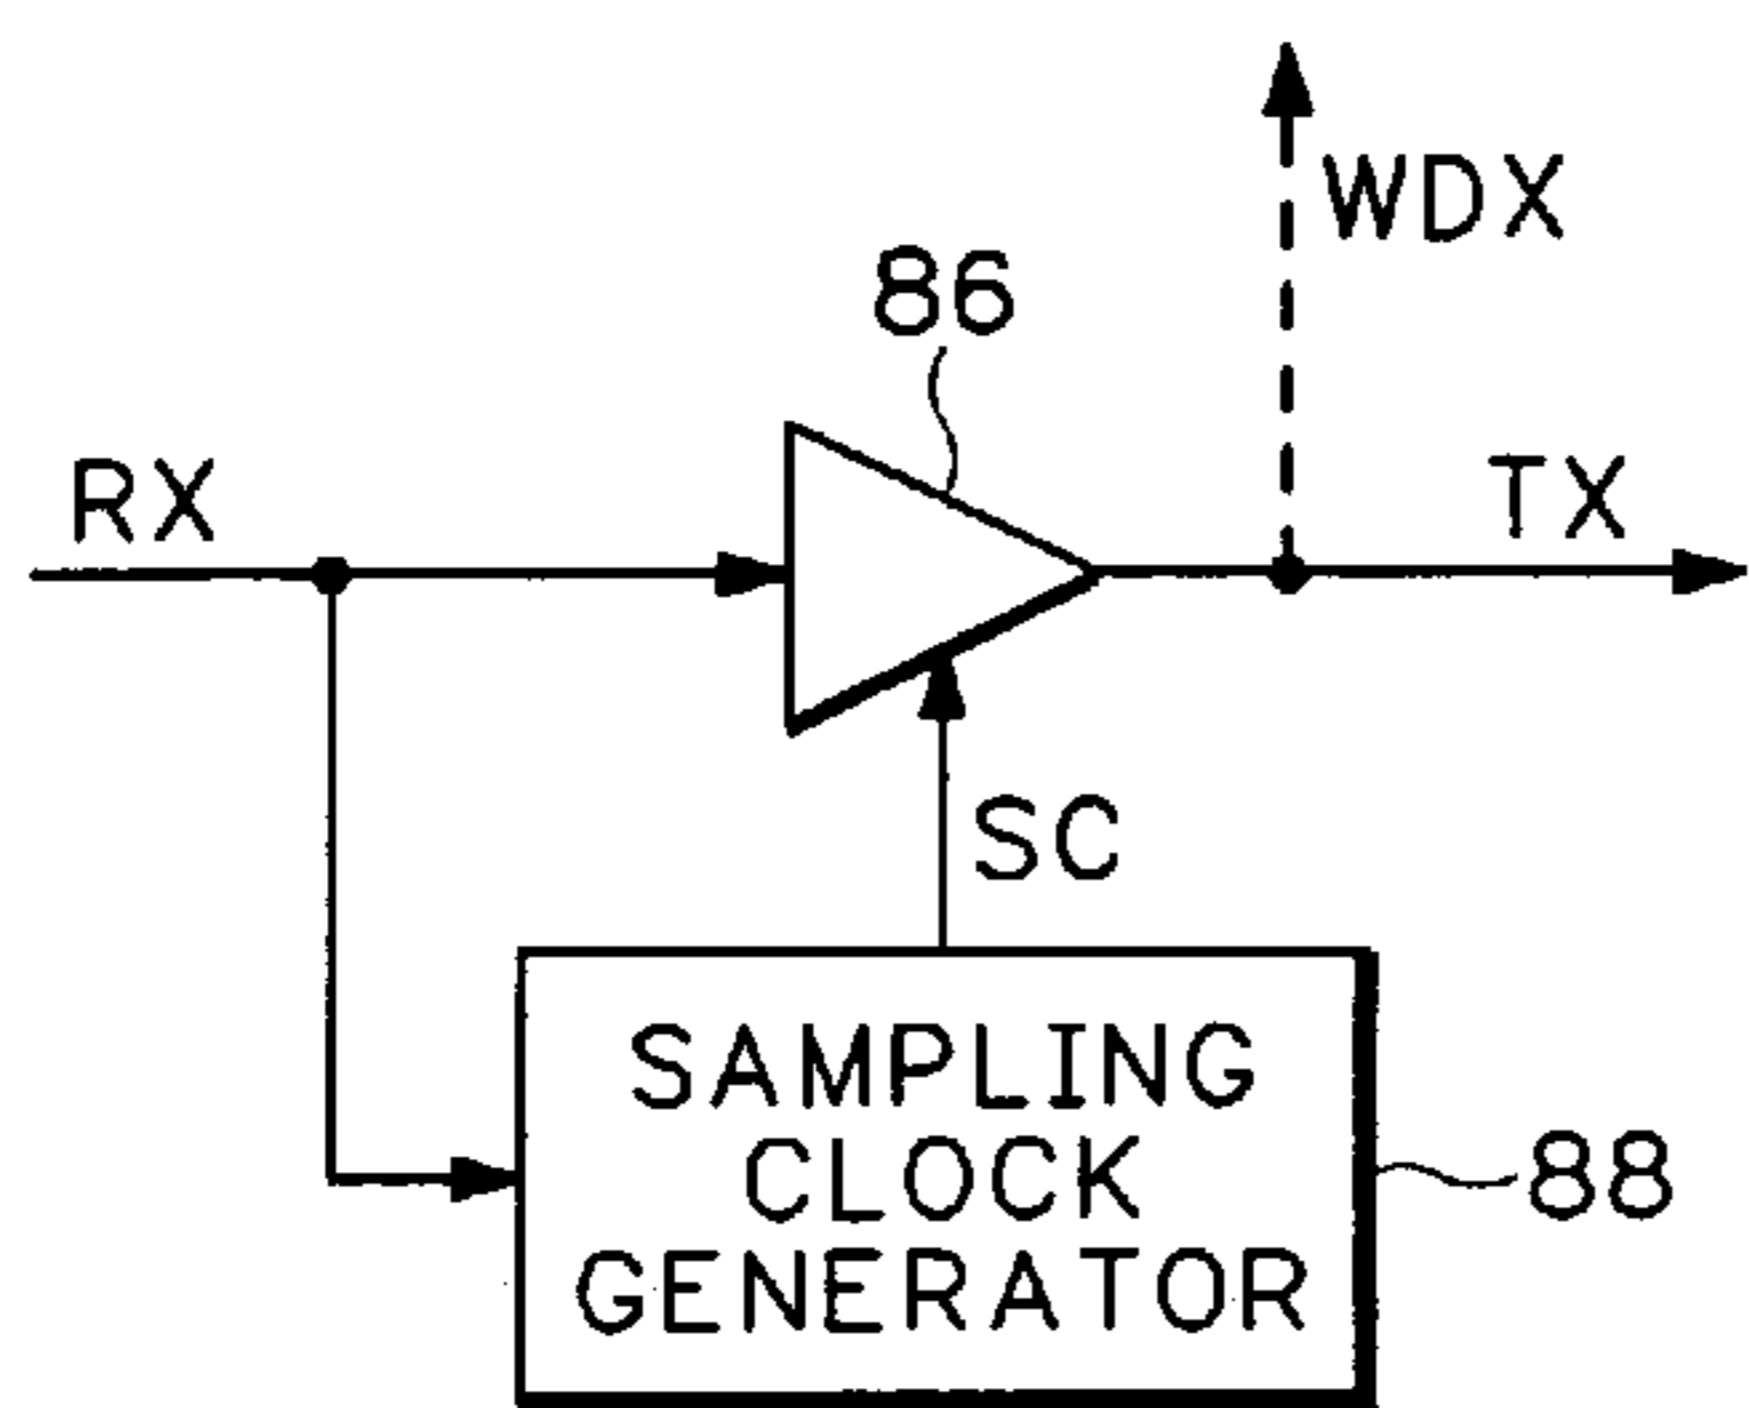 WDX
86
RX
TX
SC
SAMPLING
CLOCK
GENERATOR
88